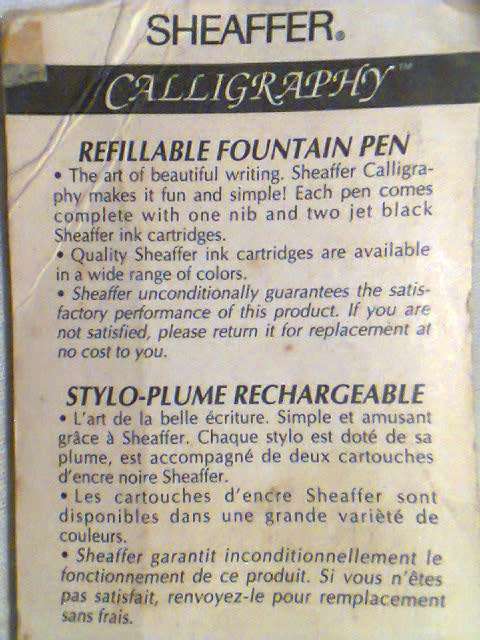 SHEAFFER®
CALLIGRAPHY™
REFILLABLE FOUNTAIN PEN
• The art of beautiful writing. Sheaffer Calligra-
phy makes it fun and simple! Each pen comes
complete with one nib and two jet black
Sheaffer ink cartridges.
• Quality Sheaffer ink cartridges are available
in a wide range of colors.
• Sheaffer unconditionally guarantees the satis-
factory performance of this product. If you are
not satisfied, please return it for replacement at
no cost to you.
STYLO-PLUME RECHARGEABLE
• L'art de la belle écriture. Simple et amusant
grâce à Sheaffer. Chaque stylo est doté de sa
plume, est accompagné de deux cartouches
d'encre noire Sheaffer.
• Les cartouches d'encre Sheaffer sont
disponibles dans une grande varièté de
couleurs.
• Sheaffer garantit inconditionnellement le
fonctionnement de ce produit. Si vous n'êtes
pas satisfait, renvoyez-le pour remplacement
sans frais.